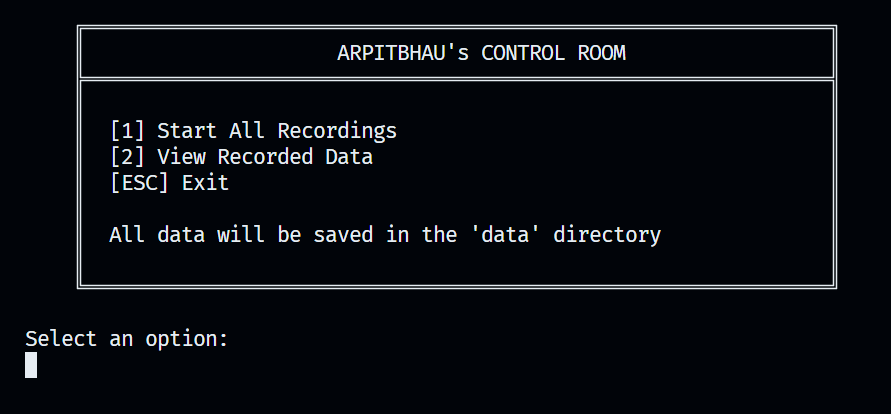 ARPITBHAU's CONTROL ROOM
[1] Start All Recordings
[2] View Recorded Data
[ESC] Exit
All data will be saved in the 'data' directory
Select an option: